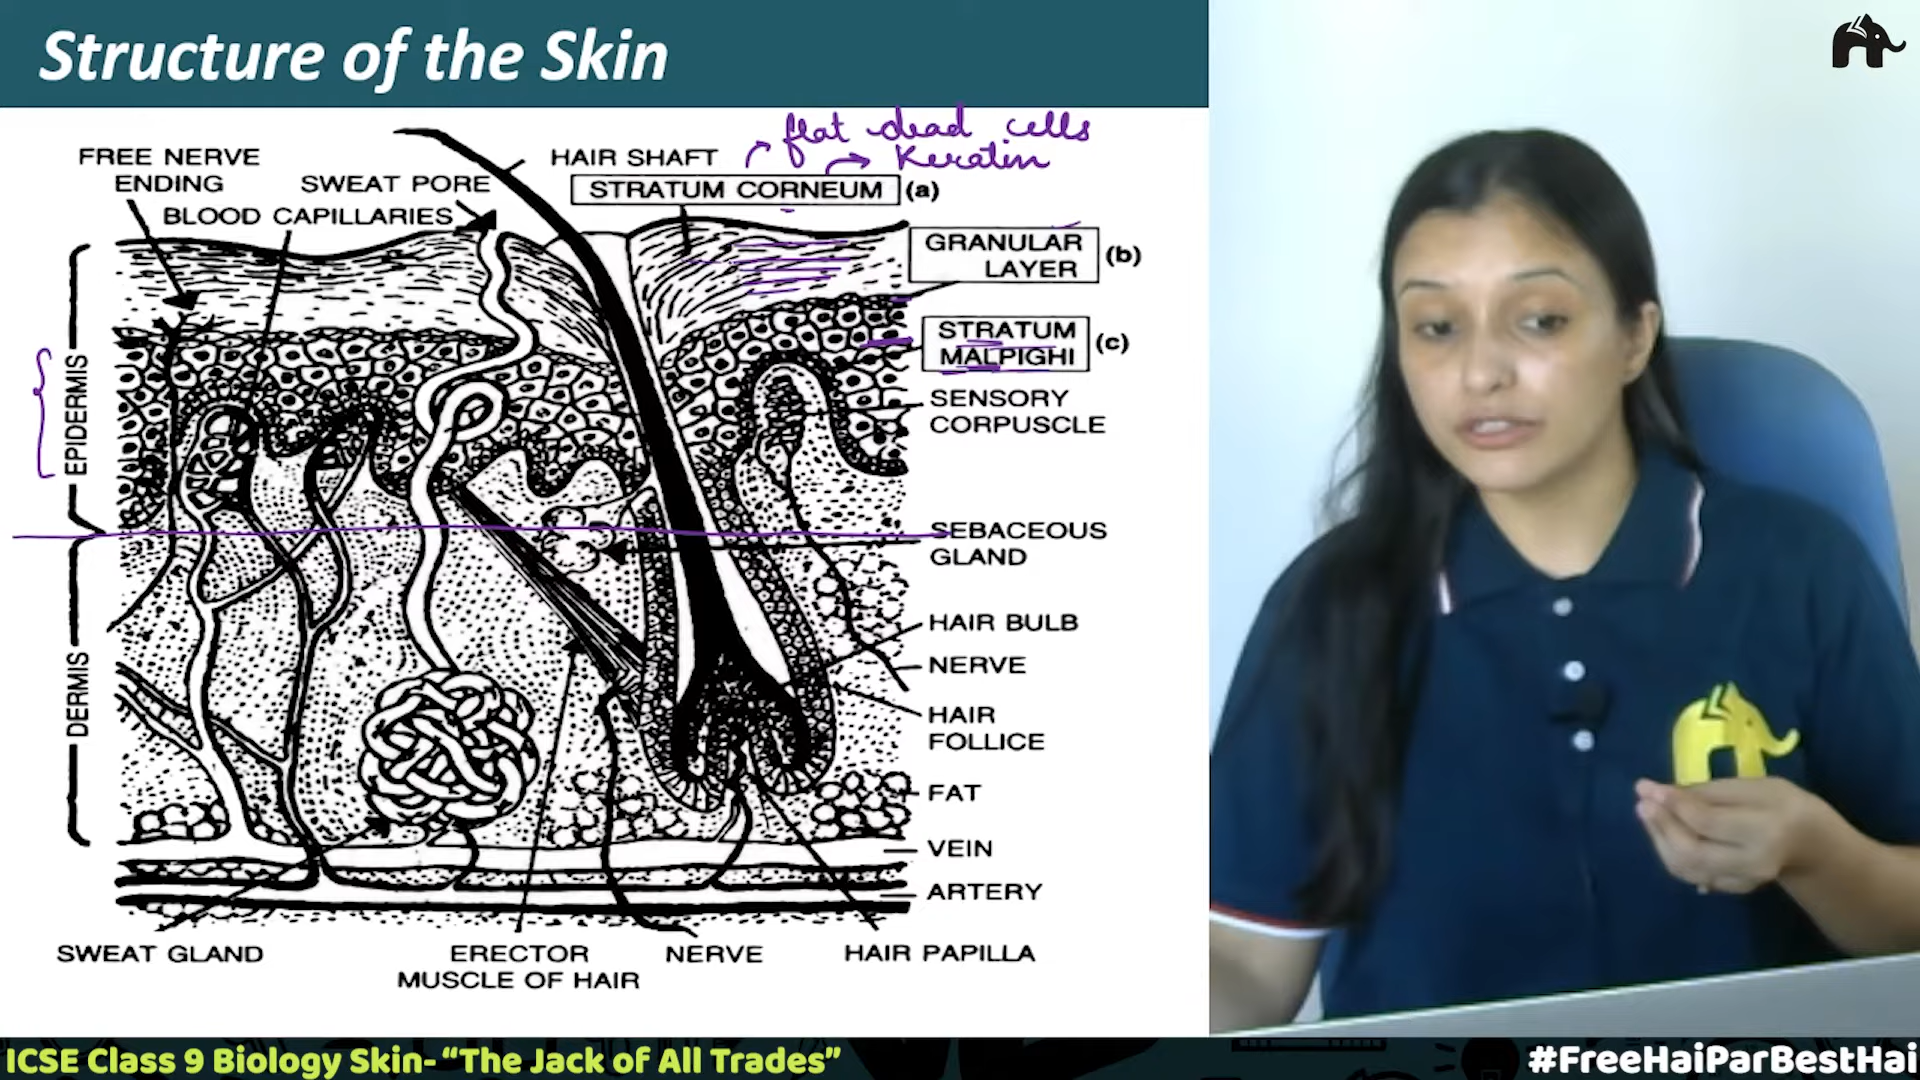 Structure of the Skin
flat dead cells
Keratin
FREE NERVE
ENDING
HAIR SHAFT
SWEAT PORE
STRATUM CORNEUM (a)
BLOOD CAPILLARIES
GRANULAR
LAYER
(b)
STRATUM
MALPIGHI
(c)
SENSORY
CORPUSCLE
EPIDERMIS
SEBACEOUS
GLAND
HAIR BULB
NERVE
DERMIS
HAIR
FOLLICE
FAT
VEIN
ARTERY
SWEAT GLAND
ERECTOR
MUSCLE OF HAIR
NERVE
HAIR PAPILLA
ICSE Class 9 Biology Skin- “The Jack of All Trades”
#FreeHaiParBestHai